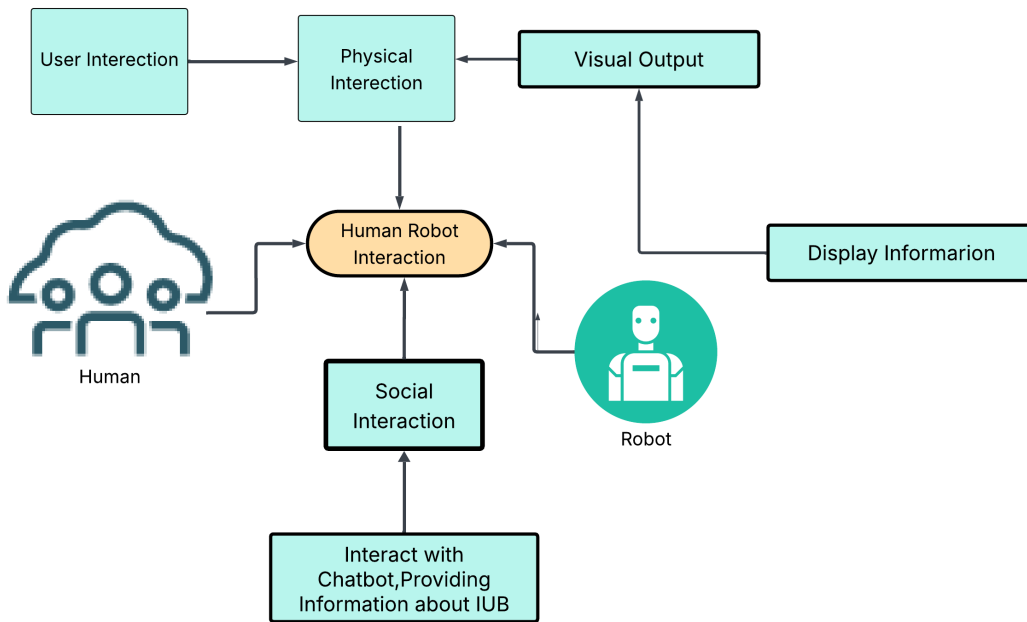 User Interection
Physical
Interection
Visual Output
Human Robot
Interaction
Display Informarion
Human
Social
Interaction
Robot
Interact with
Chatbot,Providing
Information about IUB